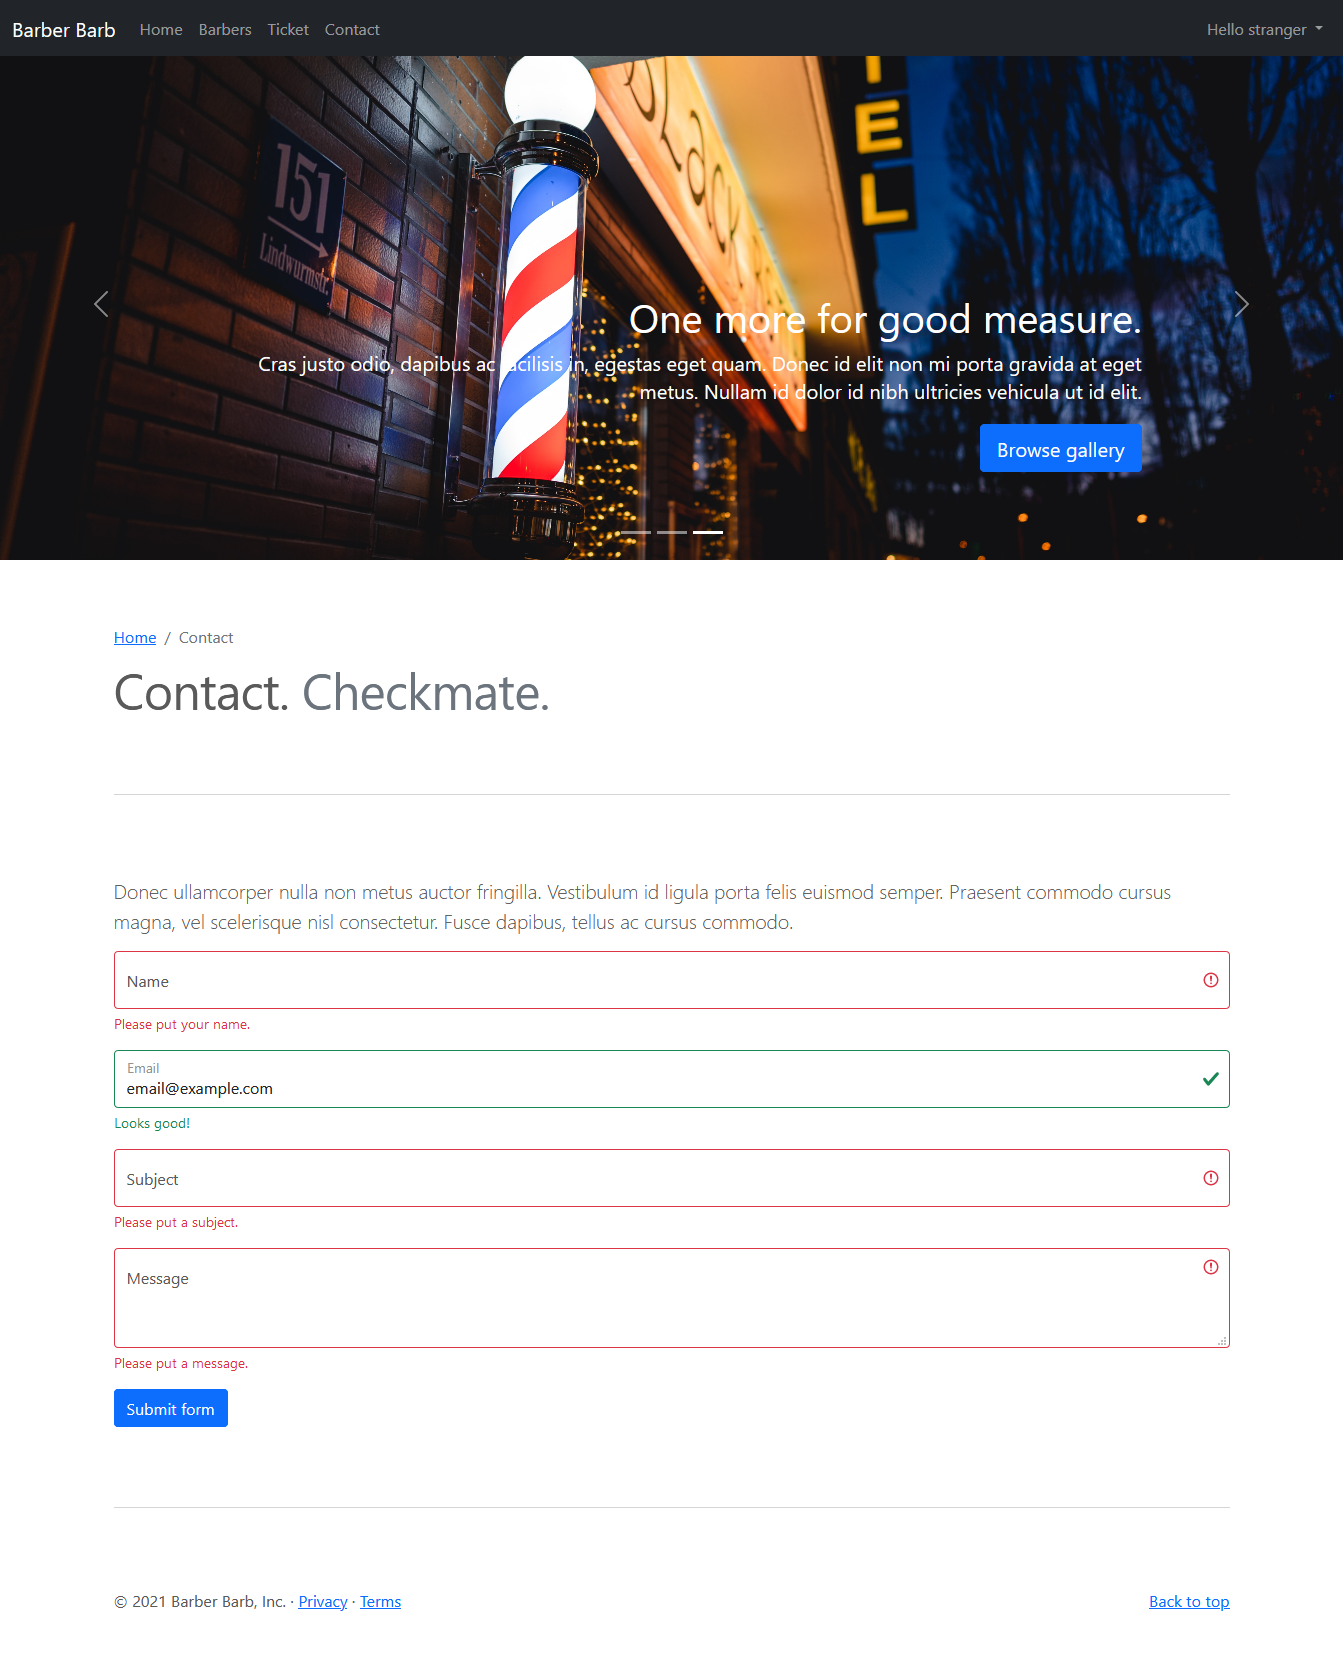 Barber Barb Home Barbers Ticket Contact Hello stranger
151
Lindwurmstr.
Black
EL
One more for good measure.
Cras justo odio, dapibus ac facilisis in, egestas eget quam. Donec id elit non mi porta gravida at eget
metus. Nullam id dolor id nibh ultricies vehicula ut id elit.
Browse gallery
Home / Contact
Contact. Checkmate.
Donec ullamcorper nulla non metus auctor fringilla. Vestibulum id ligula porta felis euismod semper. Praesent commodo cursus
magna, vel scelerisque nisl consectetur. Fusce dapibus, tellus ac cursus commodo.
Name
Please put your name.
Email
email@example.com
Looks good!
Subject
Please put a subject.
Message
Please put a message.
Submit form
© 2021 Barber Barb, Inc. · Privacy · Terms Back to top